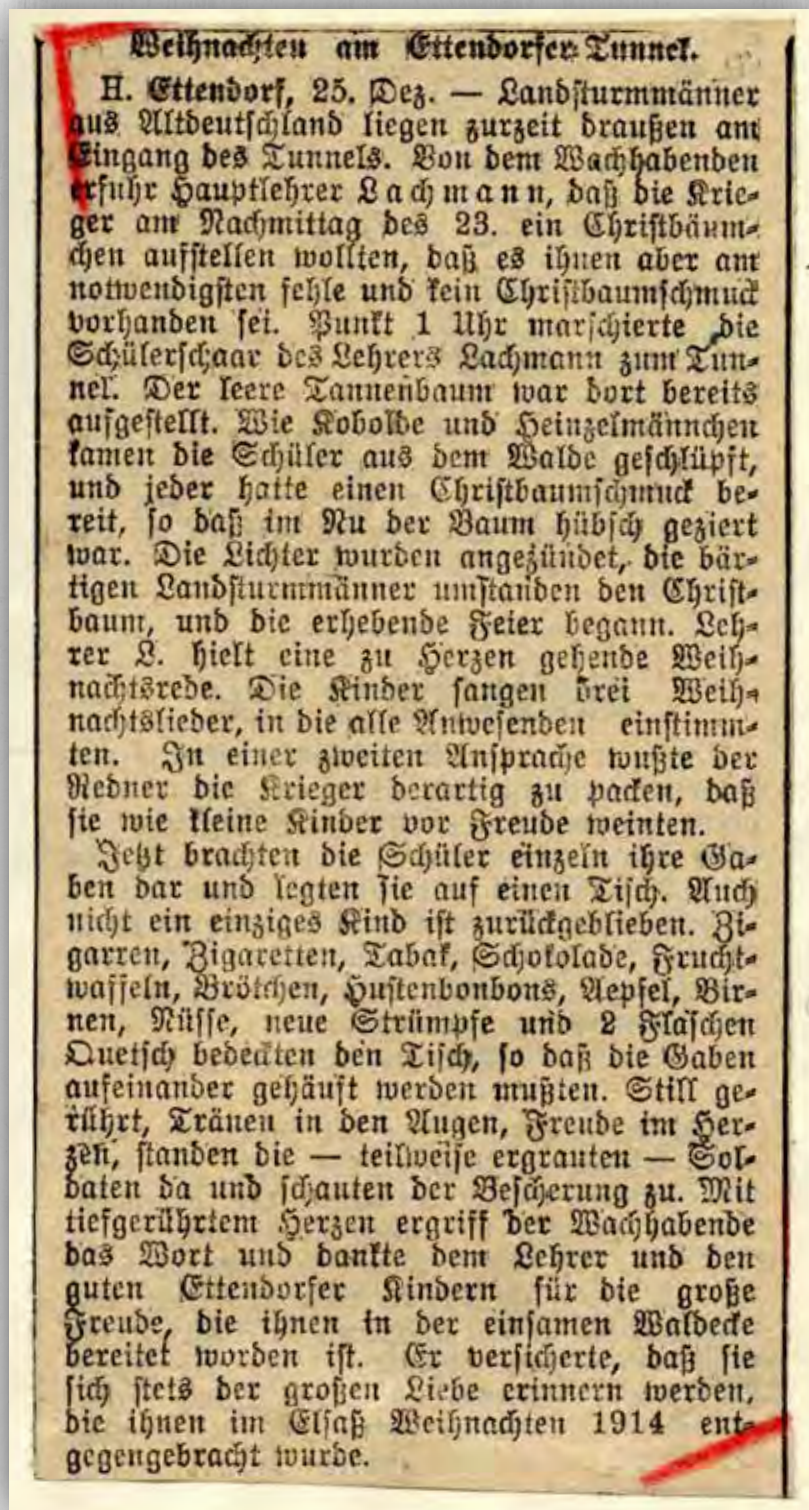 Weihnachten am Ettendorfer Tunnel.
H. Ettendorf, 25. Dez. — Landsturmmänner
aus Altdeutschland liegen zurzeit draußen am
Eingang des Tunnels. Von dem Wachhabenden
erfuhr Hauptlehrer Lachmann, daß die Krie-
ger am Nachmittag des 23. ein Christbäum-
chen aufstellen wollten, daß es ihnen aber am
notwendigsten fehle und kein Christbaumschmuck
vorhanden sei. Punkt 1 Uhr marschierte die
Schülerschaar des Lehrers Lachmann zum Tun-
nel. Der leere Tannenbaum war dort bereits
aufgestellt. Wie Kobolde und Heinzelmännchen
kamen die Schüler aus dem Walde geschlüpft,
und jeder hatte einen Christbaumschmuck be-
reit, so daß im Nu der Baum hübsch geziert
war. Die Lichter wurden angezündet, die bär-
tigen Landsturmmänner umstanden den Christ-
baum, und die erhebende Feier begann. Leh-
rer L. hielt eine zu Herzen gehende Weih-
nachtsrede. Die Kinder sangen drei Weih-
nachtslieder, in die alle Anwesenden einstimm-
ten. In einer zweiten Ansprache wußte der
Redner die Krieger derartig zu packen, daß
sie wie kleine Kinder vor Freude weinten.
Jetzt brachten die Schüler einzeln ihre Ga-
ben dar und legten sie auf einen Tisch. Auch
nicht ein einziges Kind ist zurückgeblieben. Zi-
garren, Zigaretten, Tabak, Schokolade, Frucht-
waffeln, Brötchen, Hustenbonbons, Aepfel, Bir-
nen, Nüsse, neue Strümpfe und 2 Flaschen
Quetsch bedeckten den Tisch, so daß die Gaben
aufeinander gehäuft werden mußten. Still ge-
rührt, Tränen in den Augen, Freude im Her-
zen, standen die — teilweise ergrauten — Sol-
daten da und schauten der Bescherung zu. Mit
tiefgerührtem Herzen ergriff der Wachhabende
das Wort und dankte dem Lehrer und den
guten Ettendorfer Kindern für die große
Freude, die ihnen in der einsamen Waldecke
bereitet worden ist. Er versicherte, daß sie
sich stets der großen Liebe erinnern werden,
die ihnen im Elsaß Weihnachten 1914 ent-
gegengebracht wurde.